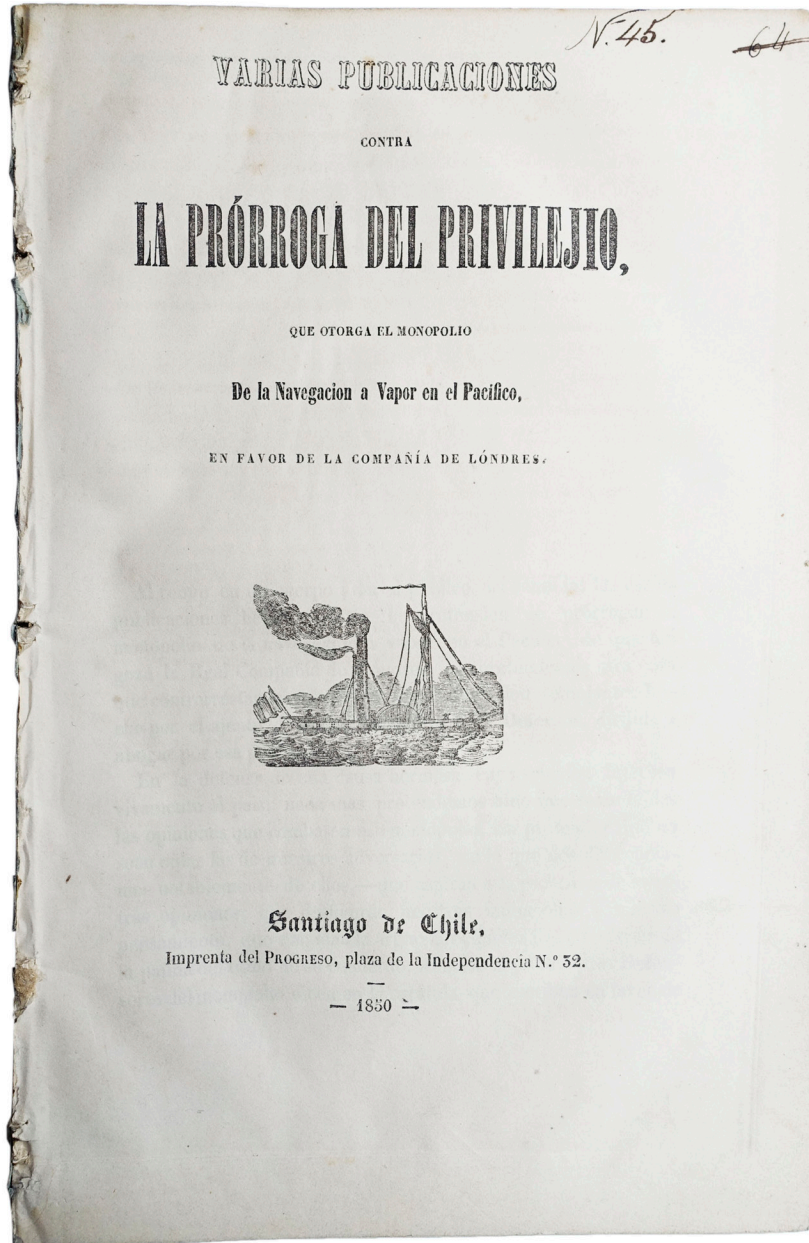 N. 45.
64
VARIAS PUBLICACIONES
CONTRA
LA PRÓRROGA DEL PRIVILEJIO,
QUE OTORGA EL MONOPOLIO
De la Navegacion a Vapor en el Pacifico,
EN FAVOR DE LA COMPAÑÍA DE LÓNDRES.
Santiago de Chile,
Imprenta del PROGRESO, plaza de la Independencia N.º 32.
— 1850 —